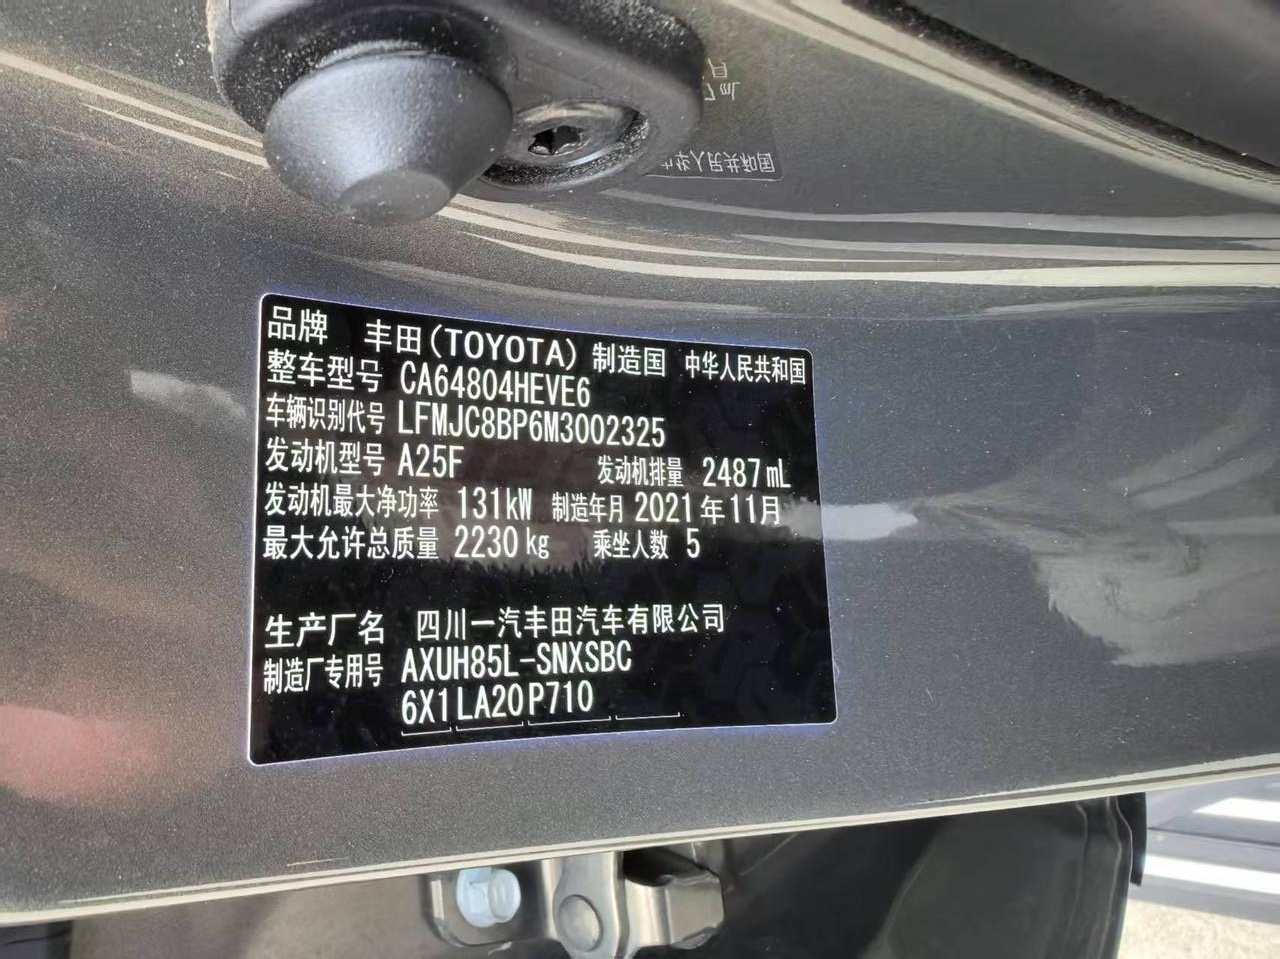 品牌 丰田(TOYOTA) 制造国 中华人民共和国
整车型号 CA64804HEVE6
车辆识别代号 LFMJC8BP6M3002325
发动机型号 A25F 发动机排量 2487mL
发动机最大净功率 131kW 制造年月 2021年11月
最大允许总质量 2230kg 乘坐人数 5
生产厂名 四川一汽丰田汽车有限公司
制造厂专用号 AXUH85L-SNXSBC
6X1LA20P710